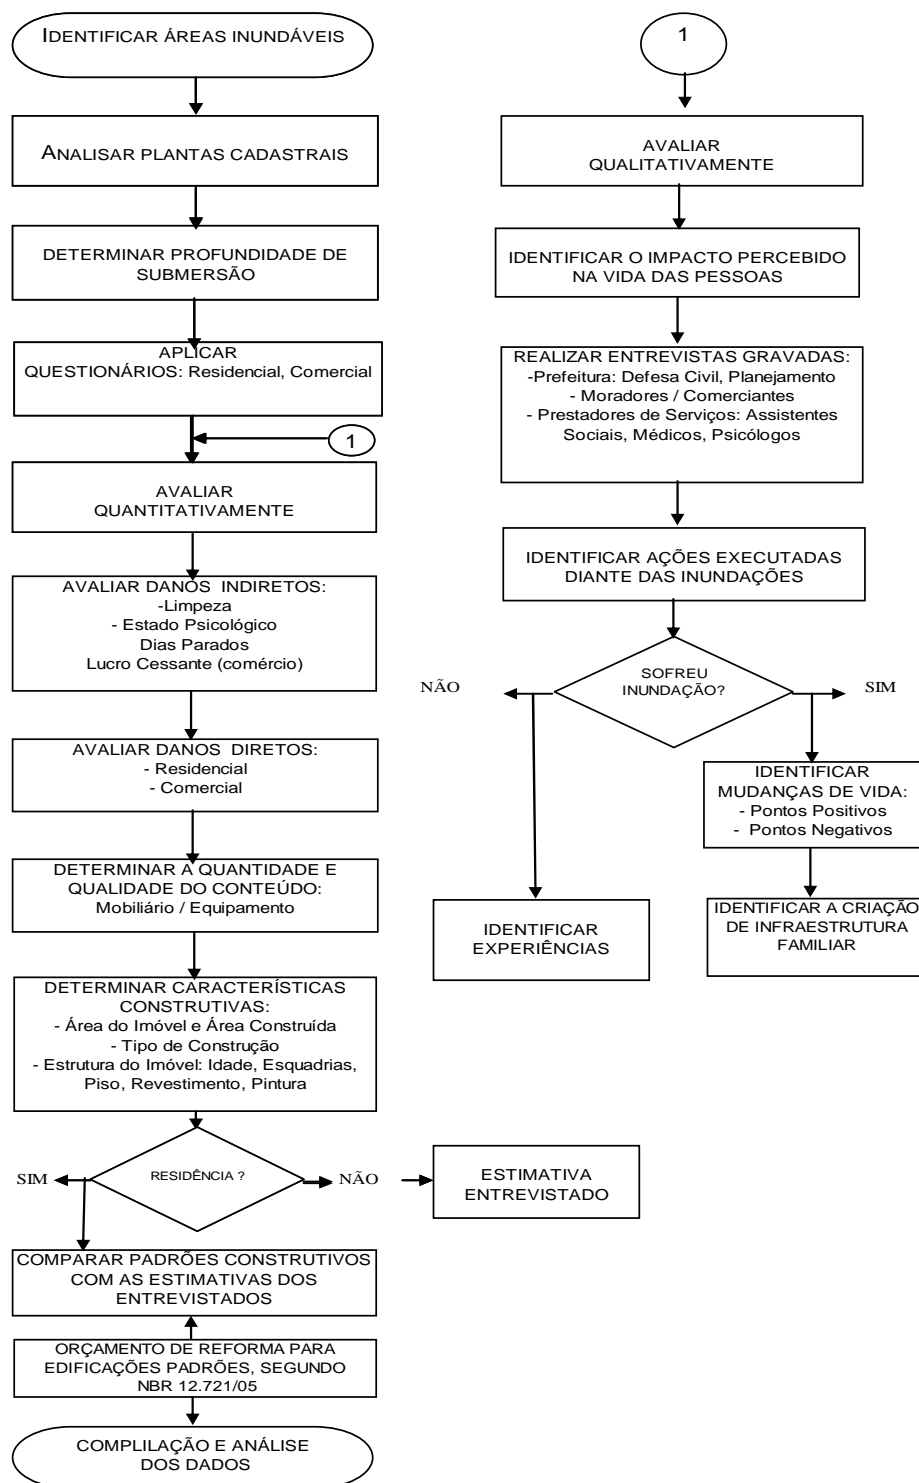 IDENTIFICAR ÁREAS INUNDÁVEIS
ANALISAR PLANTAS CADASTRAIS
DETERMINAR PROFUNDIDADE DE
SUBMERSÃO
APLICAR
QUESTIONÁRIOS: Residencial, Comercial
1
AVALIAR
QUANTITATIVAMENTE
AVALIAR DANOS INDIRETOS:
-Limpeza
- Estado Psicológico
Dias Parados
Lucro Cessante (comércio)
AVALIAR DANOS DIRETOS:
- Residencial
- Comercial
DETERMINAR A QUANTIDADE E
QUALIDADE DO CONTEÚDO:
Mobiliário / Equipamento
DETERMINAR CARACTERÍSTICAS
CONSTRUTIVAS:
- Área do Imóvel e Área Construída
- Tipo de Construção
- Estrutura do Imóvel: Idade, Esquadrias,
Piso, Revestimento, Pintura
SIM
RESIDÊNCIA ?
NÃO
ESTIMATIVA
ENTREVISTADO
COMPARAR PADRÕES CONSTRUTIVOS
COM AS ESTIMATIVAS DOS
ENTREVISTADOS
ORÇAMENTO DE REFORMA PARA
EDIFICAÇÕES PADRÕES, SEGUNDO
NBR 12.721/05
COMPLILAÇÃO E ANÁLISE
DOS DADOS
1
AVALIAR
QUALITATIVAMENTE
IDENTIFICAR O IMPACTO PERCEBIDO
NA VIDA DAS PESSOAS
REALIZAR ENTREVISTAS GRAVADAS:
-Prefeitura: Defesa Civil, Planejamento
- Moradores / Comerciantes
- Prestadores de Serviços: Assistentes
Sociais, Médicos, Psicólogos
IDENTIFICAR AÇÕES EXECUTADAS
DIANTE DAS INUNDAÇÕES
NÃO
SOFREU
INUNDAÇÃO?
SIM
IDENTIFICAR
MUDANÇAS DE VIDA:
- Pontos Positivos
- Pontos Negativos
IDENTIFICAR
EXPERIÊNCIAS
IDENTIFICAR A CRIAÇÃO
DE INFRAESTRUTURA
FAMILIAR